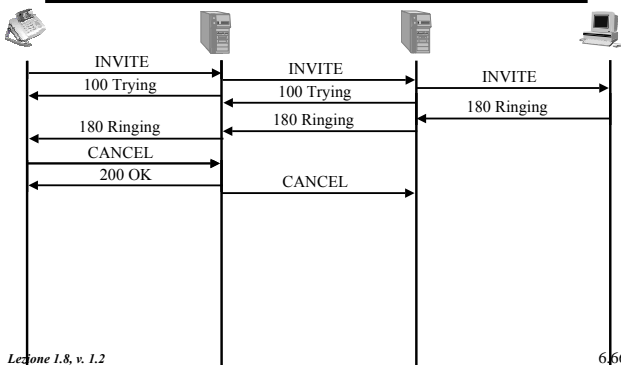 INVITE
INVITE
INVITE
100 Trying
100 Trying
180 Ringing
180 Ringing
180 Ringing
CANCEL
200 OK
CANCEL
Lezione 1.8, v. 1.2
6.66